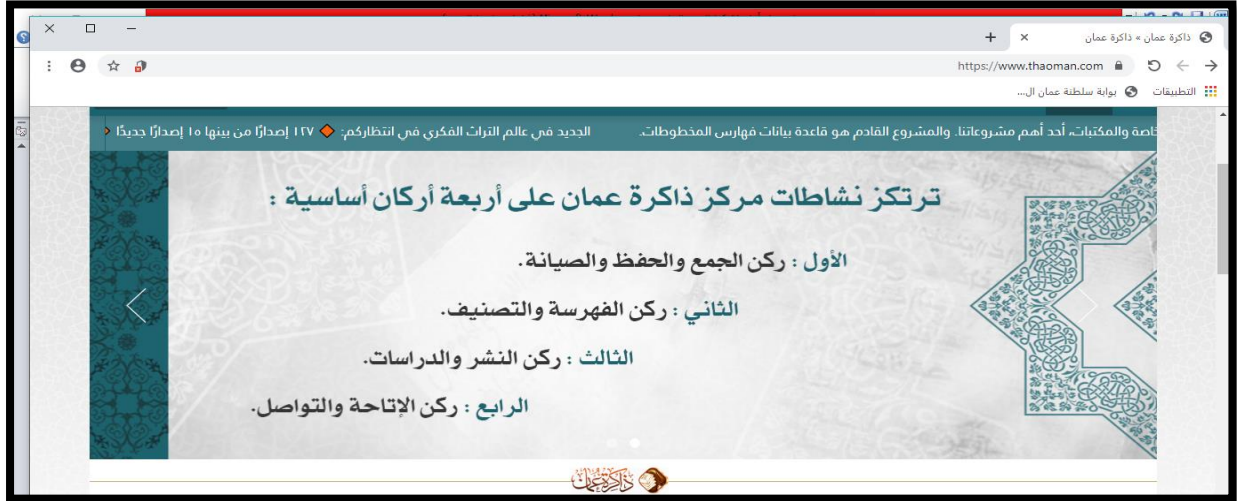 ذاكرة عمان » ذاكرة عمان
https://www.thaoman.com
التطبيقات بوابة سلطنة عمان ال...
والمكتبات، أحد أهم مشروعاتنا. والمشروع القادم هو قاعدة بيانات فهارس المخطوطات. الجديد في عالم التراث الفكري في انتظاركم: ١٢٧ إصدارًا من بينها ١٥ إصدارًا جديدًا
ترتكز نشاطات مركز ذاكرة عمان على أربعة أركان أساسية :
الأول : ركن الجمع والحفظ والصيانة.
الثاني : ركن الفهرسة والتصنيف.
الثالث : ركن النشر والدراسات.
الرابع : ركن الإتاحة والتواصل.
ذاكرة عمان